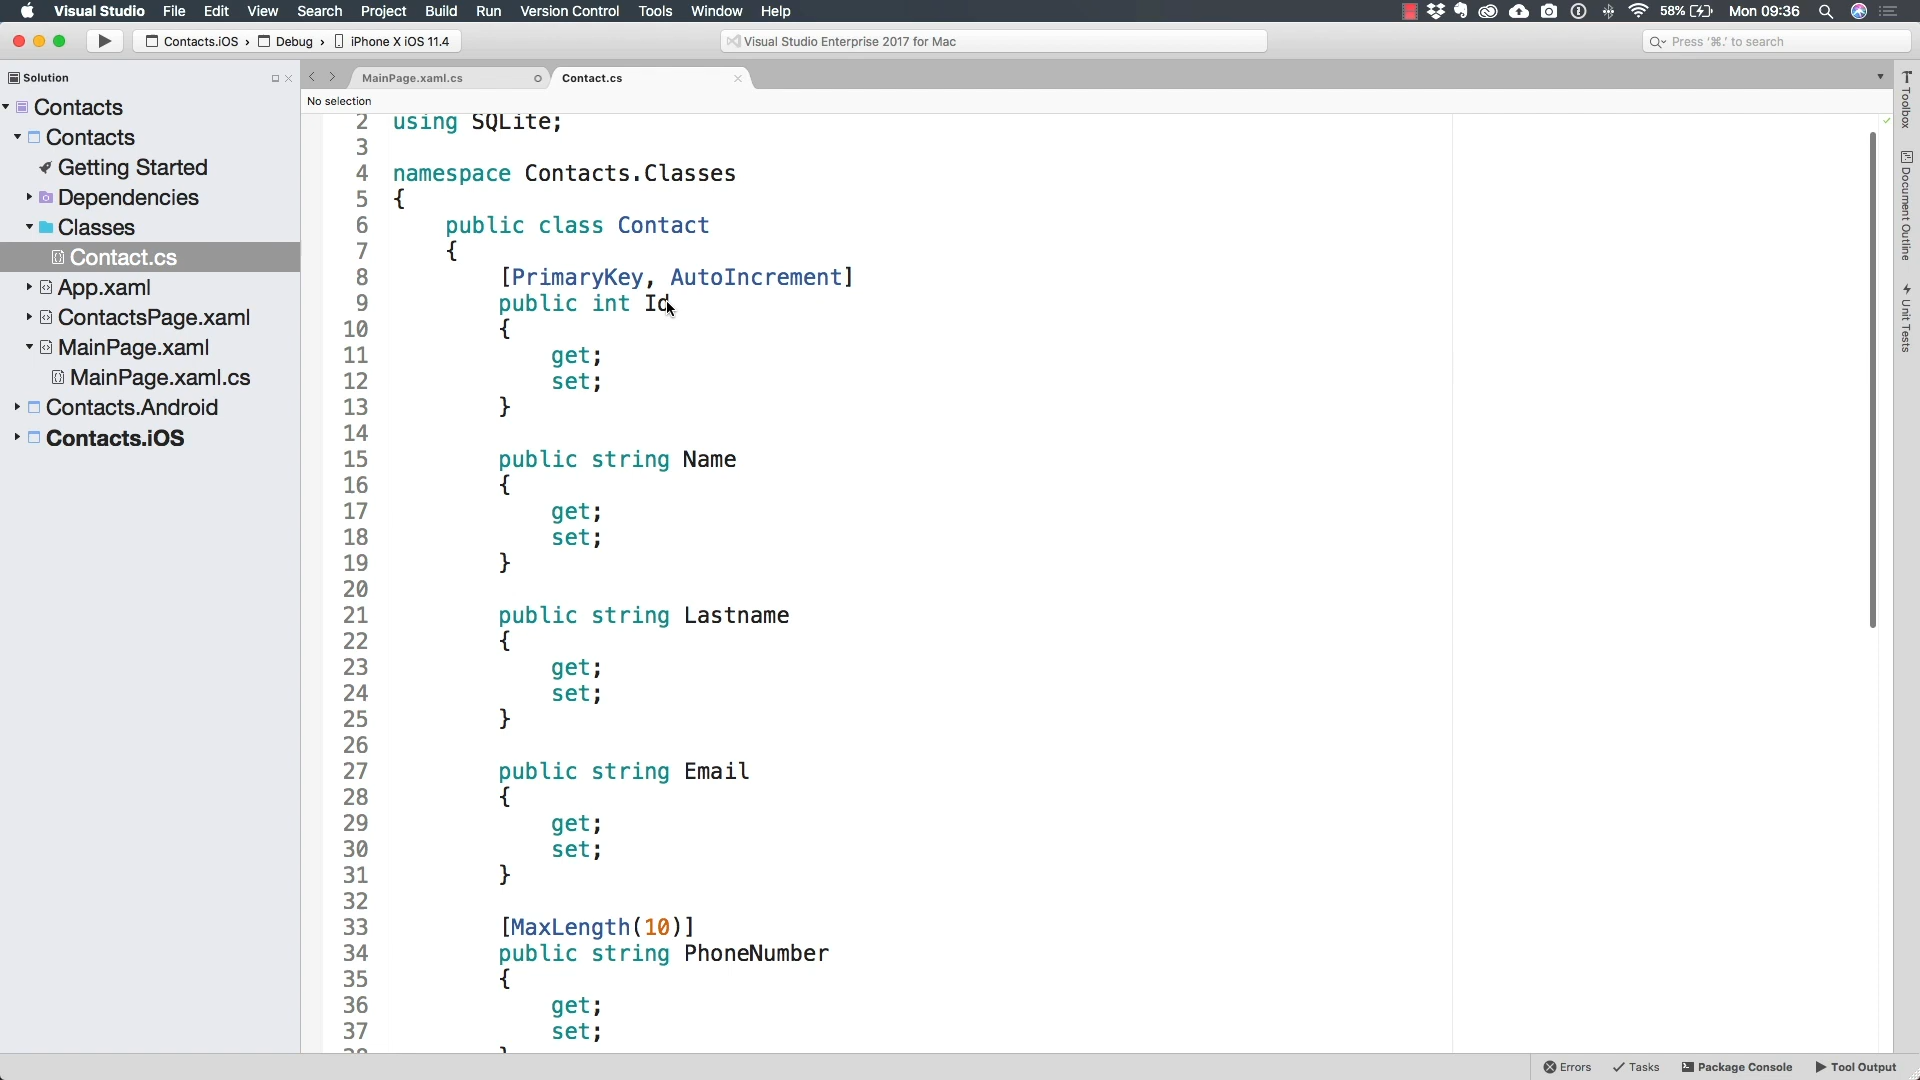 Visual Studio File Edit View Search Project Build Run Version Control Tools Window Help 58% Mon 09:36
Contacts.iOS › Debug › iPhone X iOS 11.4 Visual Studio Enterprise 2017 for Mac Press '⌘.' to search
Solution
MainPage.xaml.cs Contact.cs
No selection
Contacts
Contacts
Getting Started
Dependencies
Classes
Contact.cs
App.xaml
ContactsPage.xaml
MainPage.xaml
MainPage.xaml.cs
Contacts.Android
Contacts.iOS
2 using SQLite;
3
4 namespace Contacts.Classes
5 {
6 public class Contact
7 {
8 [PrimaryKey, AutoIncrement]
9 public int Id
10 {
11 get;
12 set;
13 }
14
15 public string Name
16 {
17 get;
18 set;
19 }
20
21 public string Lastname
22 {
23 get;
24 set;
25 }
26
27 public string Email
28 {
29 get;
30 set;
31 }
32
33 [MaxLength(10)]
34 public string PhoneNumber
35 {
36 get;
37 set;
Toolbox
Document Outline
Unit Tests
Errors Tasks Package Console Tool Output